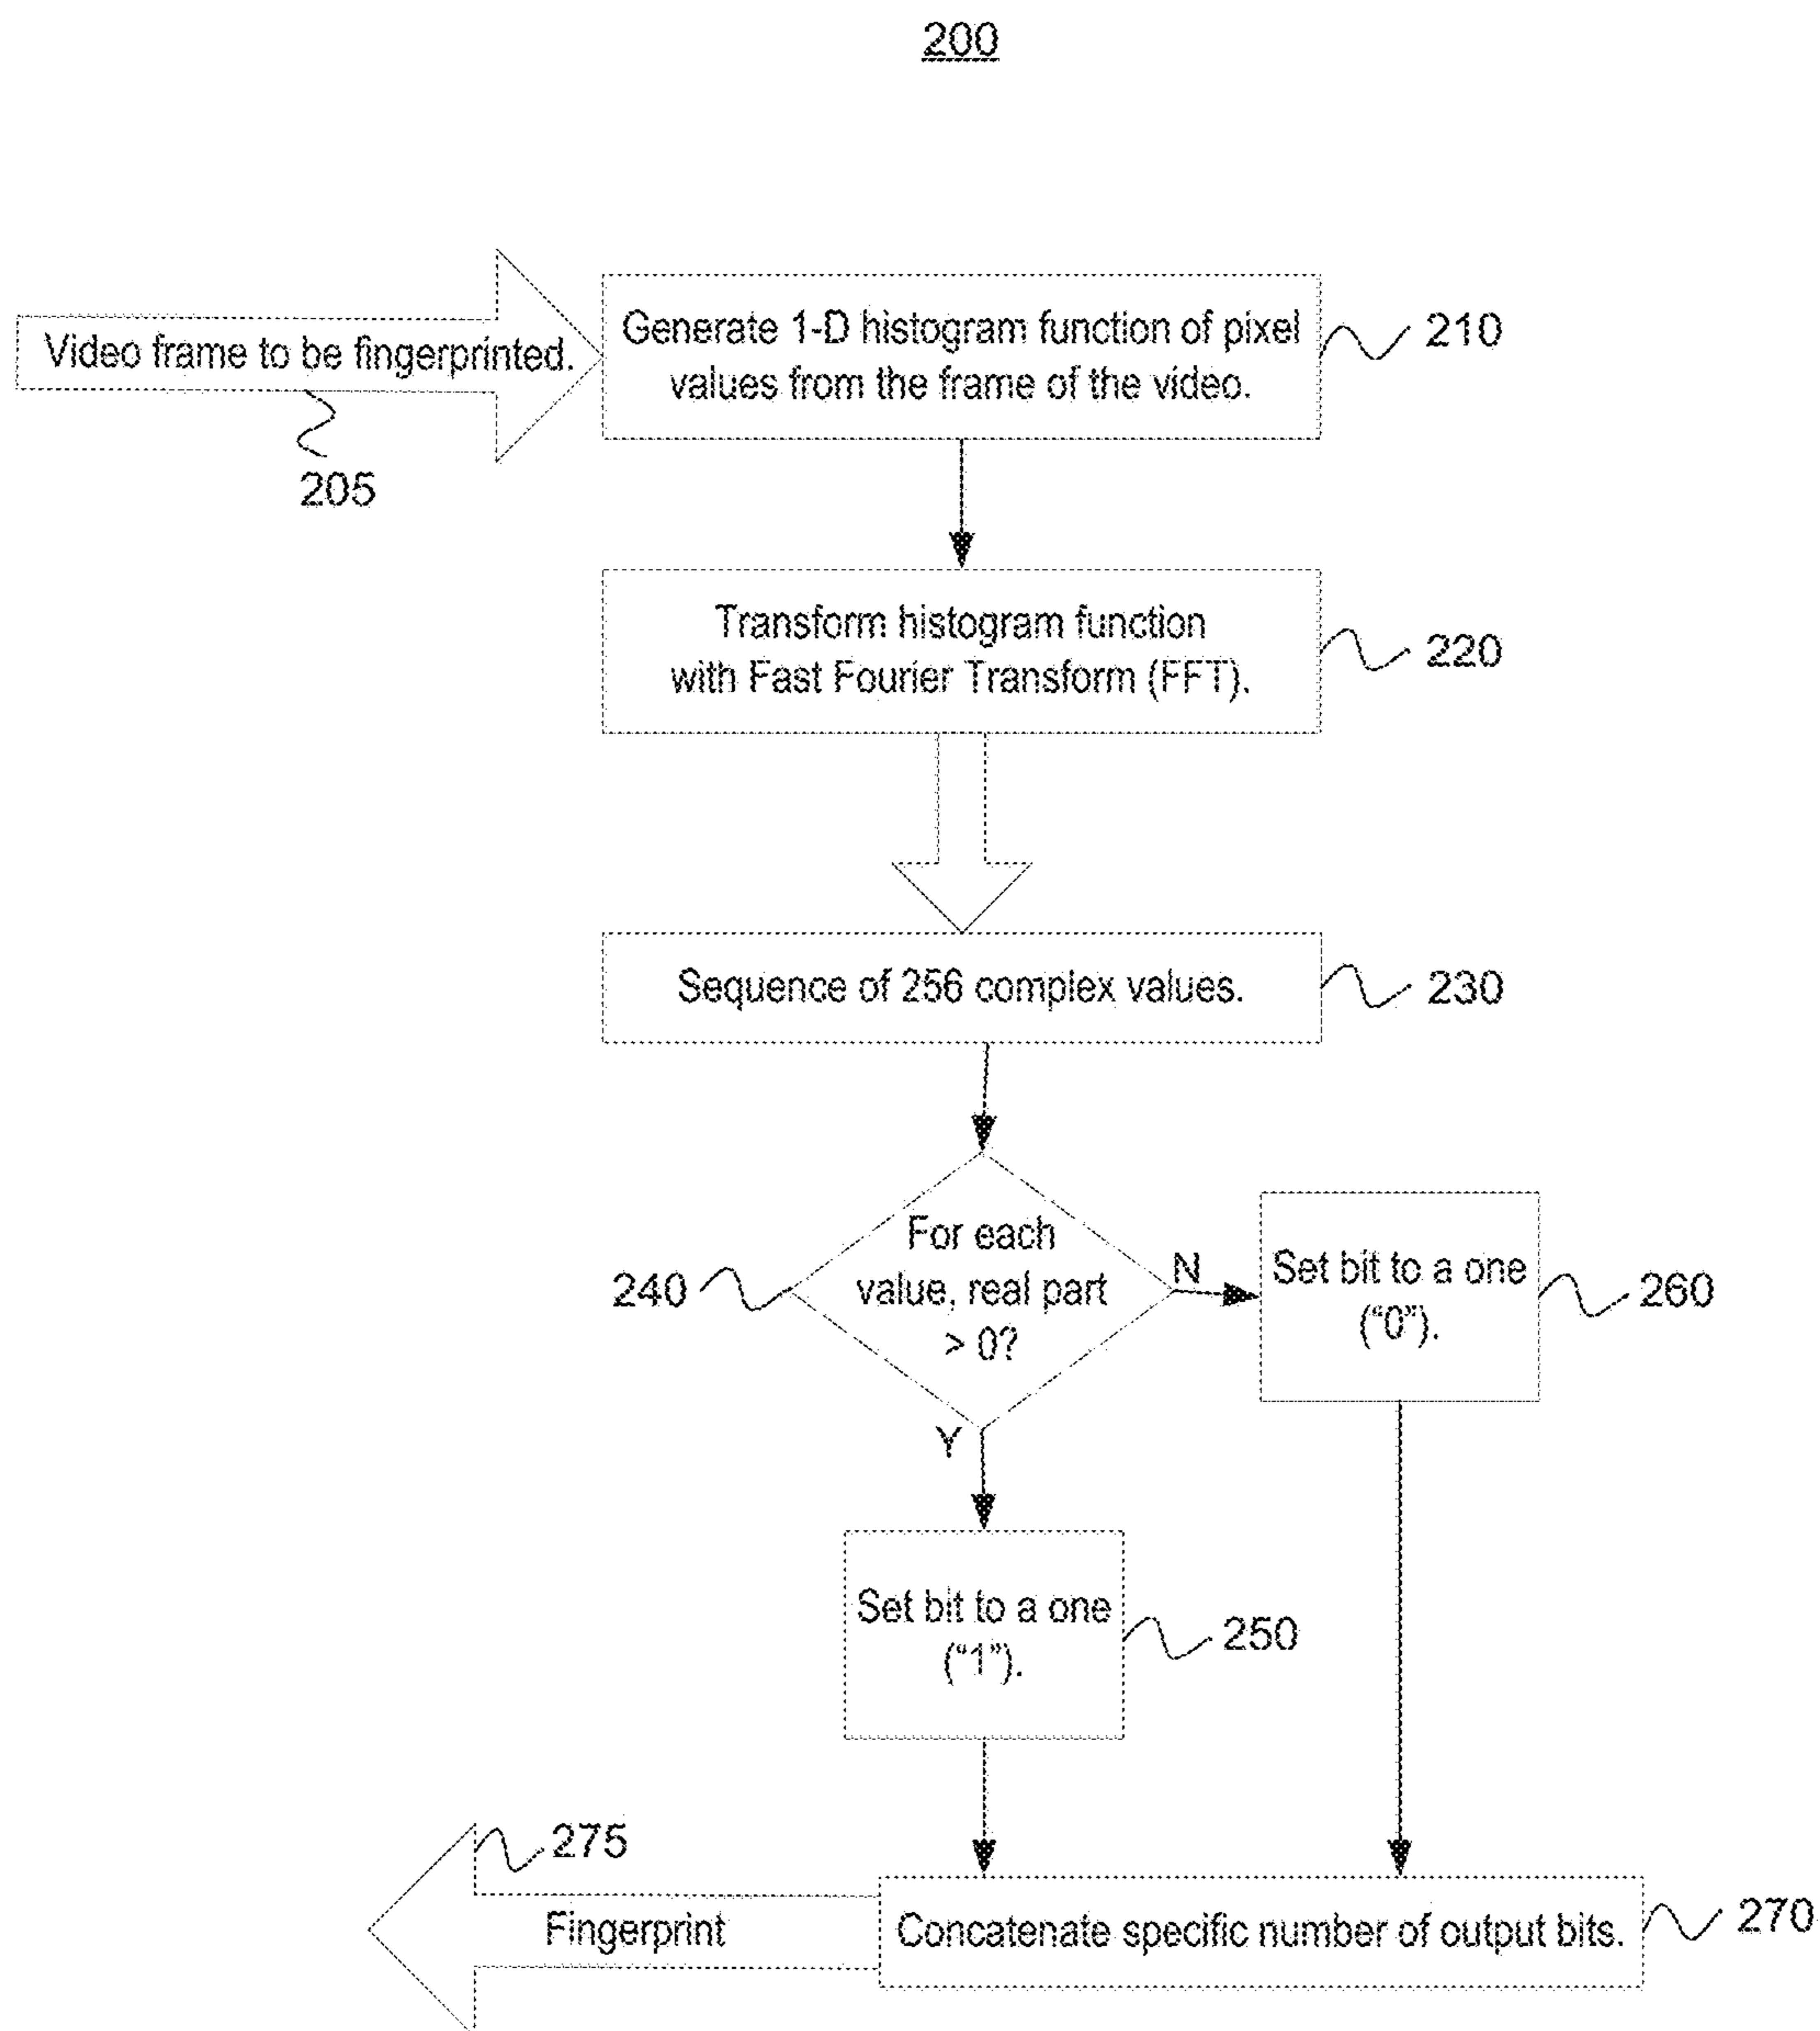 200
Video frame to be fingerprinted.
205
Generate 1-D histogram function of pixel
values from the frame of the video.
210
Transform histogram function
with Fast Fourier Transform (FFT).
220
Sequence of 256 complex values.
230
For each
value, real part
> 0?
240
N
Set bit to a one
("0").
260
Y
Set bit to a one
("1").
250
275
Fingerprint
Concatenate specific number of output bits.
270